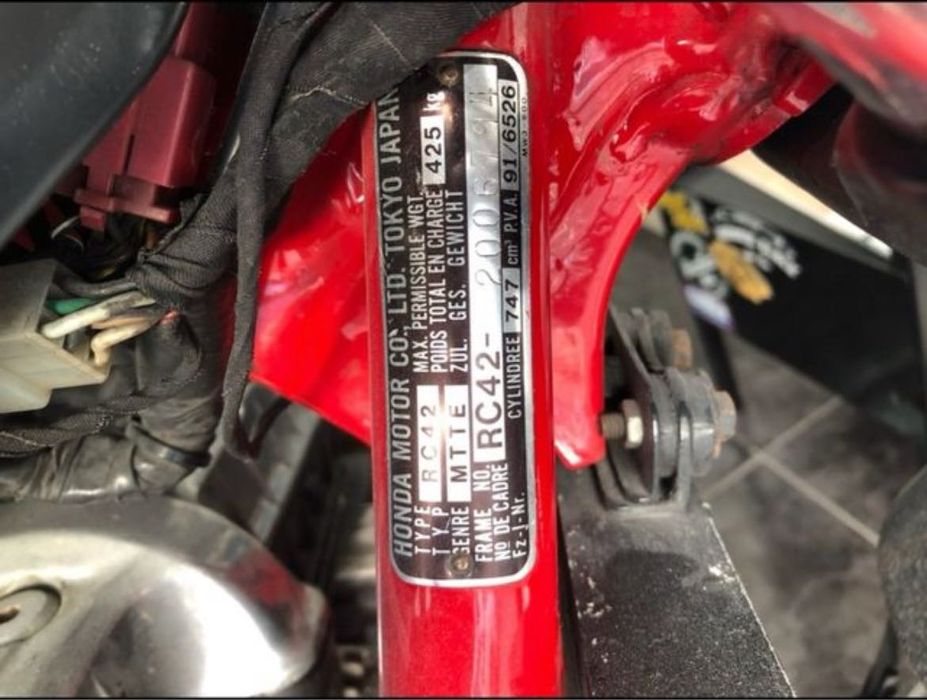 HONDA MOTOR CO., LTD. TOKYO JAPAN
TYPE RC42 MAX. PERMISSIBLE WGT.
TYP POIDS TOTAL EN CHARGE 425 kg
GENRE MTTE ZUL. GES. GEWICHT
FRAME NO.
Nº DE CADRE RC42-
Fz-I-Nr. CYLINDREE 747 cm³ P.V.A. 91/6526